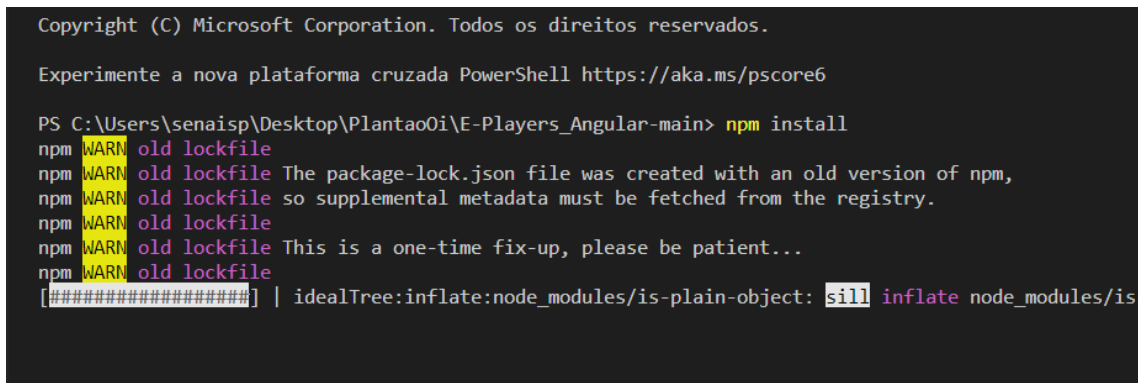 Copyright (C) Microsoft Corporation. Todos os direitos reservados.
Experimente a nova plataforma cruzada PowerShell https://aka.ms/pscore6
PS C:\Users\senaisp\Desktop\PlantaoOi\E-Players_Angular-main> npm install
npm WARN old lockfile
npm WARN old lockfile The package-lock.json file was created with an old version of npm,
npm WARN old lockfile so supplemental metadata must be fetched from the registry.
npm WARN old lockfile
npm WARN old lockfile This is a one-time fix-up, please be patient...
npm WARN old lockfile
[##################] | idealTree:inflate:node_modules/is-plain-object: sill inflate node_modules/is